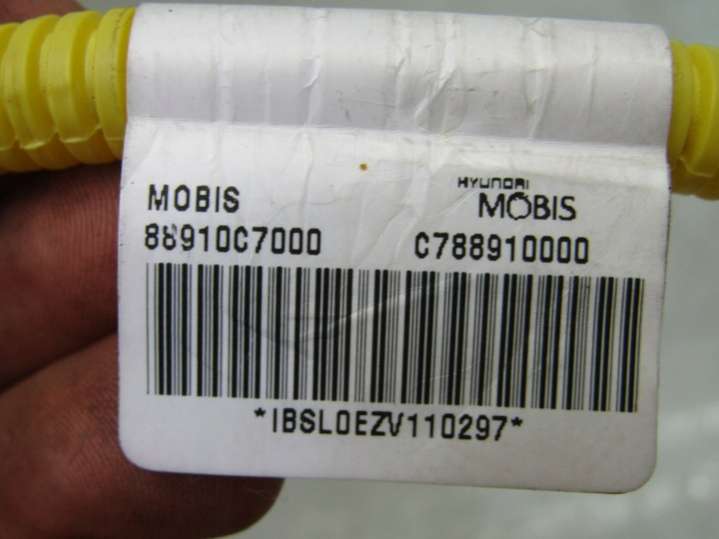 MOBIS
HYUNDAI
MOBIS
88910C7000
C788910000
*IBSL0EZV110297*